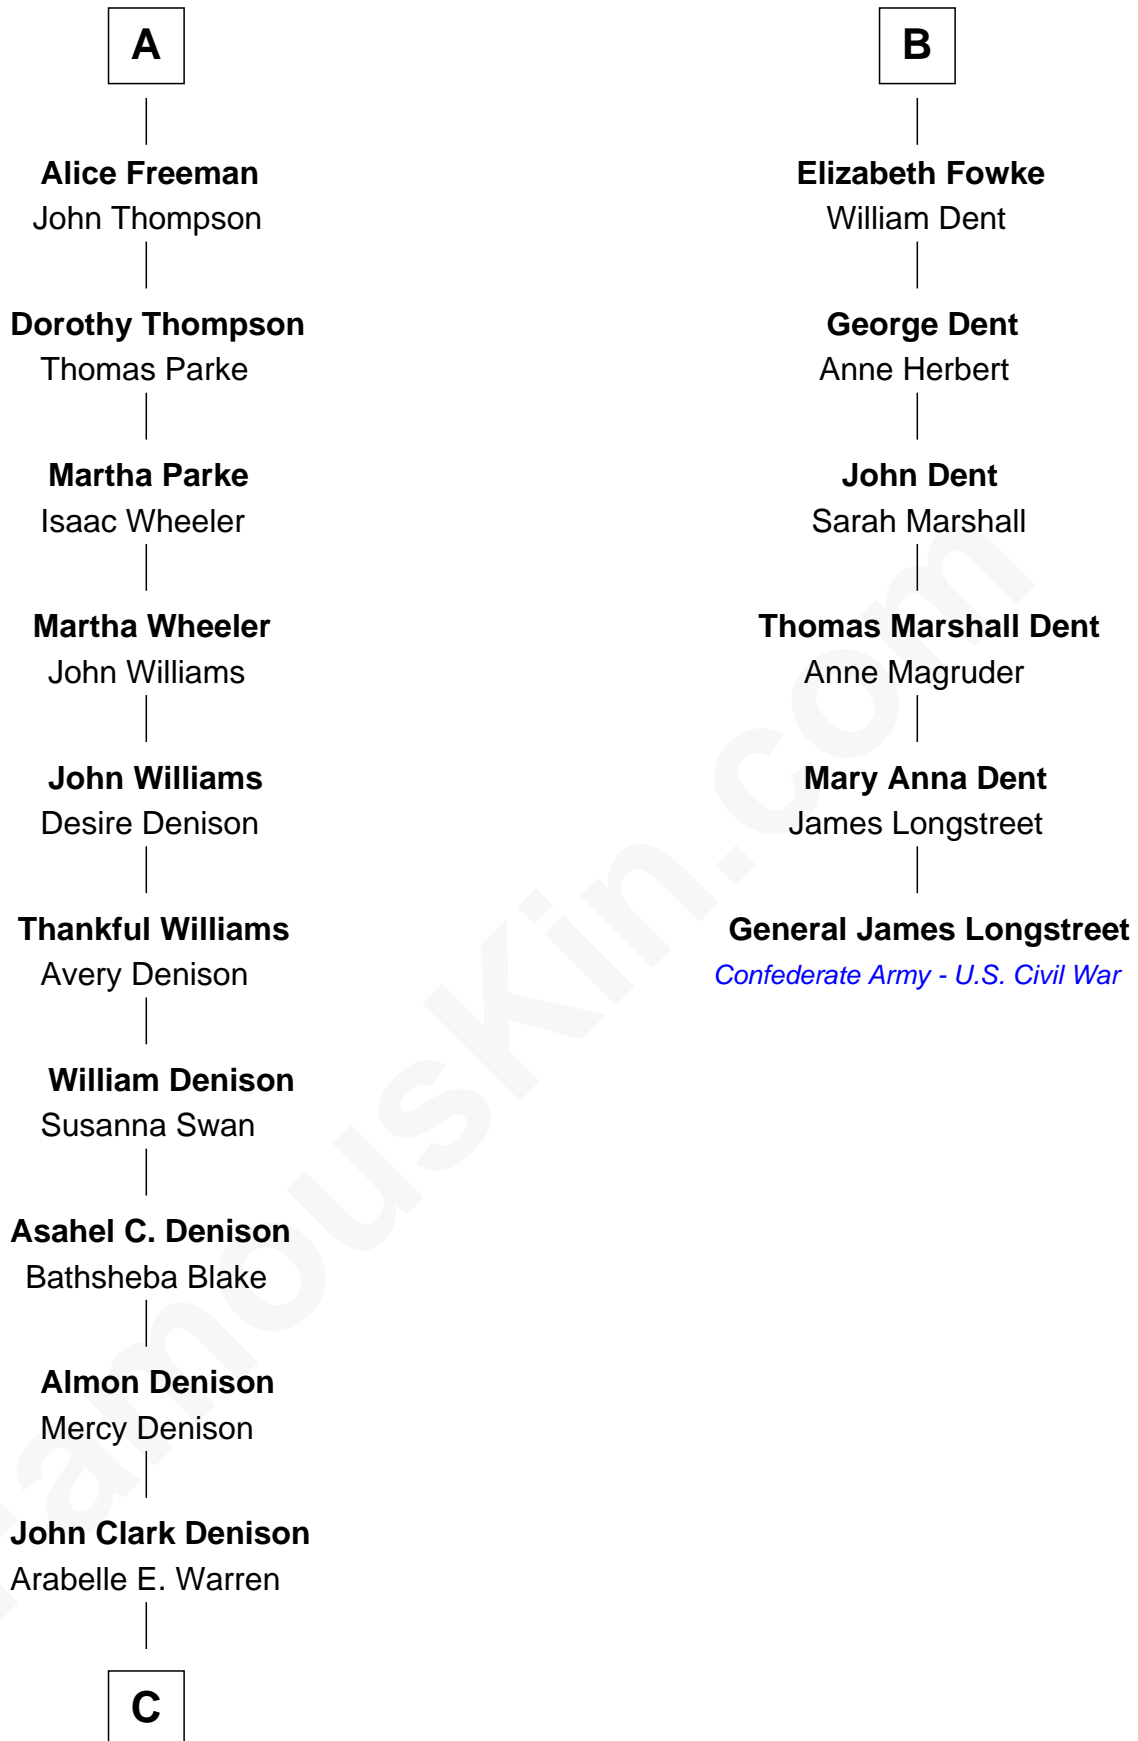 A
Alice Freeman
John Thompson
Dorothy Thompson
Thomas Parke
Martha Parke
Isaac Wheeler
Martha Wheeler
John Williams
John Williams
Desire Denison
Thankful Williams
Avery Denison
William Denison
Susanna Swan
Asahel C. Denison
Bathsheba Blake
Almon Denison
Mercy Denison
John Clark Denison
Arabelle E. Warren
C
B
Elizabeth Fowke
William Dent
George Dent
Anne Herbert
John Dent
Sarah Marshall
Thomas Marshall Dent
Anne Magruder
Mary Anna Dent
James Longstreet
General James Longstreet
Confederate Army - U.S. Civil War
FamousKin.com